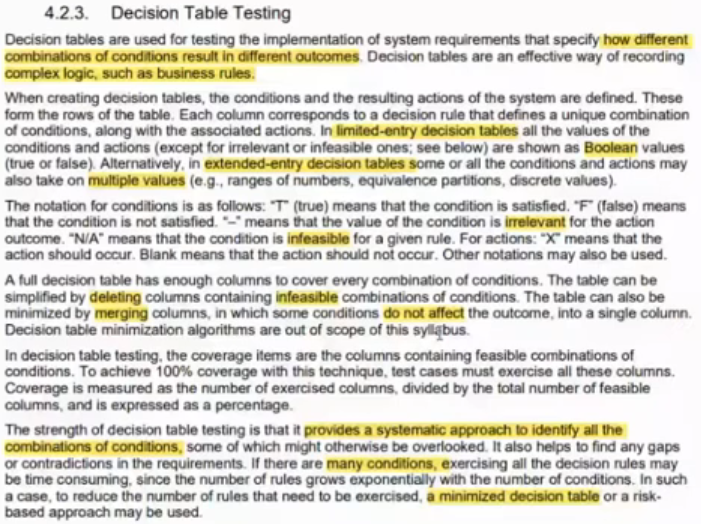 4.2.3. Decision Table Testing
Decision tables are used for testing the implementation of system requirements that specify how different
combinations of conditions result in different outcomes. Decision tables are an effective way of recording
complex logic, such as business rules.
When creating decision tables, the conditions and the resulting actions of the system are defined. These
form the rows of the table. Each column corresponds to a decision rule that defines a unique combination
of conditions, along with the associated actions. In limited-entry decision tables all the values of the
conditions and actions (except for irrelevant or infeasible ones; see below) are shown as Boolean values
(true or false). Alternatively, in extended-entry decision tables some or all the conditions and actions may
also take on multiple values (e.g., ranges of numbers, equivalence partitions, discrete values).
The notation for conditions is as follows: “T” (true) means that the condition is satisfied. “F” (false) means
that the condition is not satisfied. “–” means that the value of the condition is irrelevant for the action
outcome. “N/A” means that the condition is infeasible for a given rule. For actions: “X” means that the
action should occur. Blank means that the action should not occur. Other notations may also be used.
A full decision table has enough columns to cover every combination of conditions. The table can be
simplified by deleting columns containing infeasible combinations of conditions. The table can also be
minimized by merging columns, in which some conditions do not affect the outcome, into a single column.
Decision table minimization algorithms are out of scope of this syllabus.
In decision table testing, the coverage items are the columns containing feasible combinations of
conditions. To achieve 100% coverage with this technique, test cases must exercise all these columns.
Coverage is measured as the number of exercised columns, divided by the total number of feasible
columns, and is expressed as a percentage.
The strength of decision table testing is that it provides a systematic approach to identify all the
combinations of conditions, some of which might otherwise be overlooked. It also helps to find any gaps
or contradictions in the requirements. If there are many conditions, exercising all the decision rules may
be time consuming, since the number of rules grows exponentially with the number of conditions. In such
a case, to reduce the number of rules that need to be exercised, a minimized decision table or a risk-
based approach may be used.